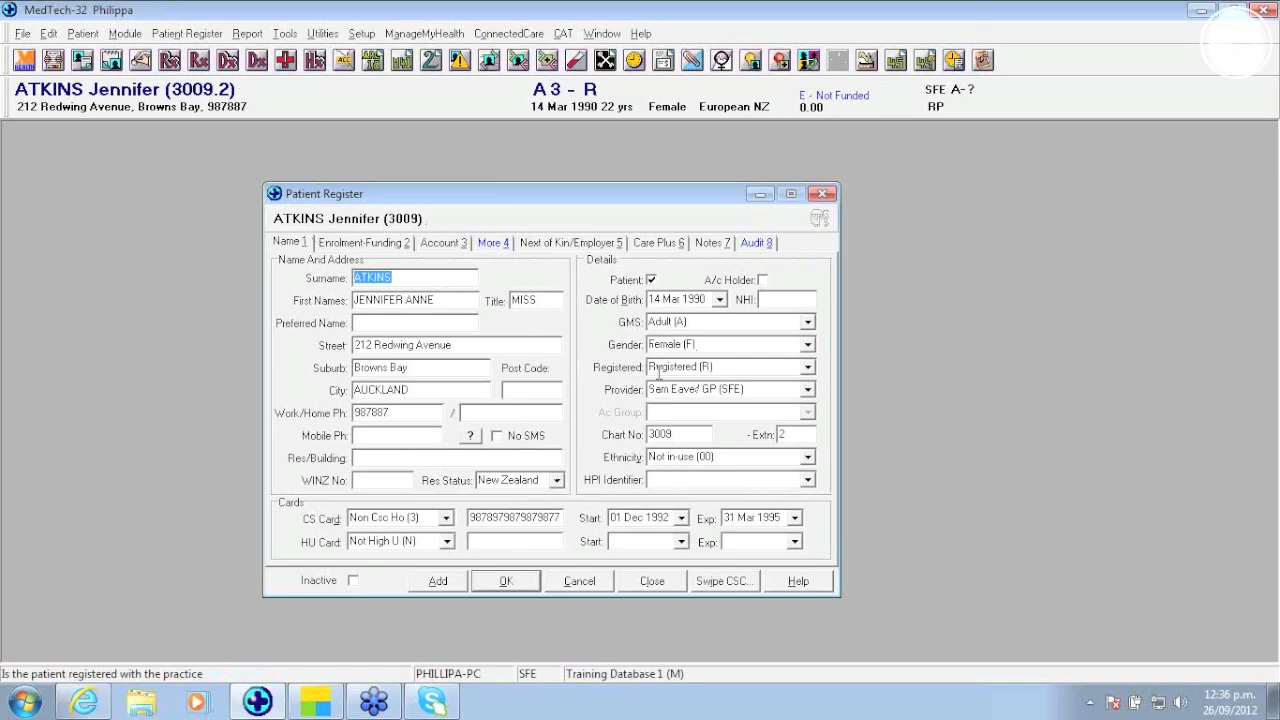 MedTech-32 Philippa
File Edit Patient Module Patient Register Report Tools Utilities Setup ManageMyHealth ConnectedCare CAT Window Help
ATKINS Jennifer (3009.2) A 3 - R SFE A-?
212 Redwing Avenue, Browns Bay, 987887 14 Mar 1990 22 yrs Female European NZ E - Not Funded 0.00 RP
Patient Register
ATKINS Jennifer (3009)
Name 1 Enrolment-Funding 2 Account 3 More 4 Next of Kin/Employer 5 Care Plus 6 Notes 7 Audit 8
Name And Address
Surname: ATKINS
First Names: JENNIFER ANNE Title: MISS
Preferred Name:
Street: 212 Redwing Avenue
Suburb: Browns Bay Post Code:
City: AUCKLAND
Work/Home Ph: 987887 /
Mobile Ph: ? No SMS
Res/Building:
WINZ No: Res Status: New Zealand
Details
Patient: A/c Holder:
Date of Birth: 14 Mar 1990 NHI:
GMS: Adult (A)
Gender: Female (F)
Registered: Registered (R)
Provider: Sam Eaved GP (SFE)
Ac Group:
Chart No: 3009 - Extn: 2
Ethnicity: Not in-use (00)
HPI Identifier:
Cards
CS Card: Non Csc Ho (3) 9878979879879877 Start: 01 Dec 1992 Exp: 31 Mar 1995
HU Card: Not High U (N) Start: Exp:
Inactive Add OK Cancel Close Swipe CSC... Help
Is the patient registered with the practice PHILLIPA-PC SFE Training Database 1 (M)
12:36 p.m.
26/09/2012